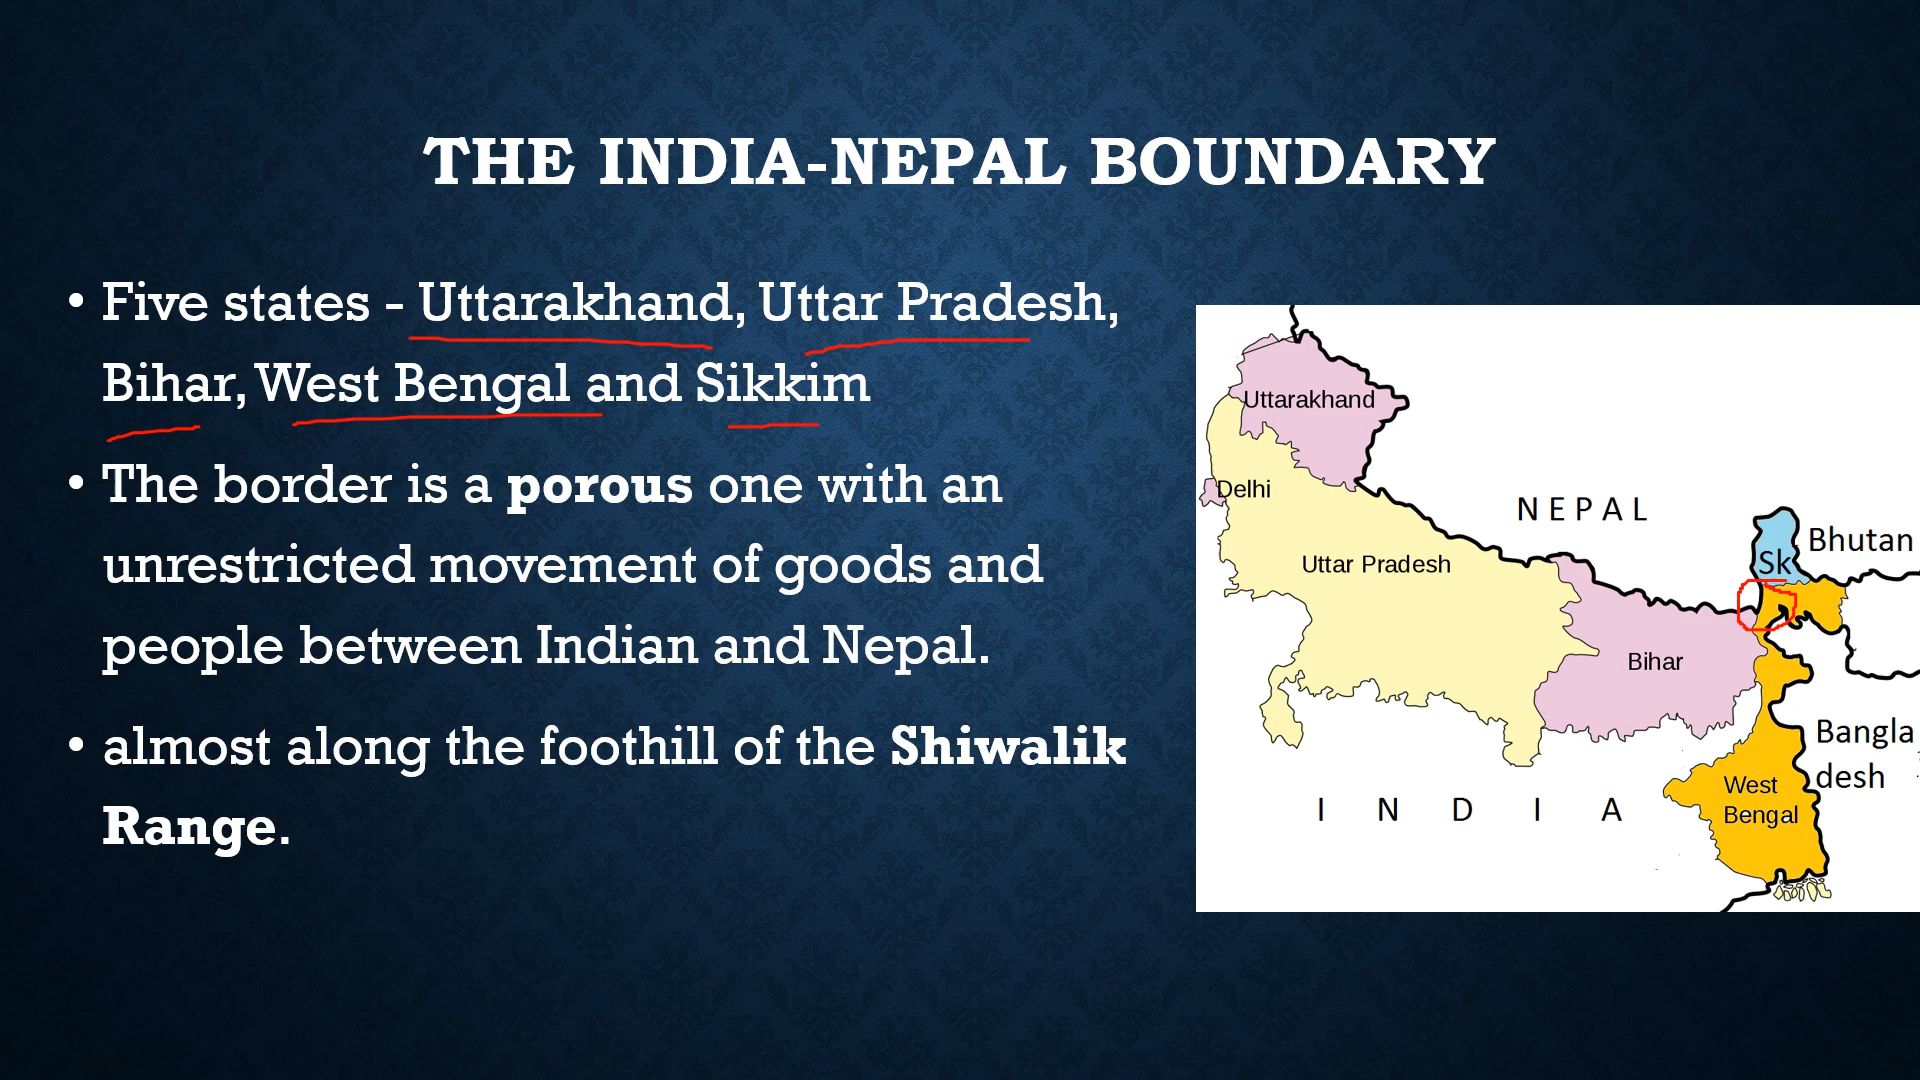 THE INDIA-NEPAL BOUNDARY
• Five states - Uttarakhand, Uttar Pradesh,
Bihar, West Bengal and Sikkim
• The border is a porous one with an
unrestricted movement of goods and
people between Indian and Nepal.
• almost along the foothill of the Shiwalik
Range.
Uttarakhand
Delhi
NEPAL
Uttar Pradesh
Sk
Bhutan
Bihar
INDIA
West
Bengal
Bangla
desh